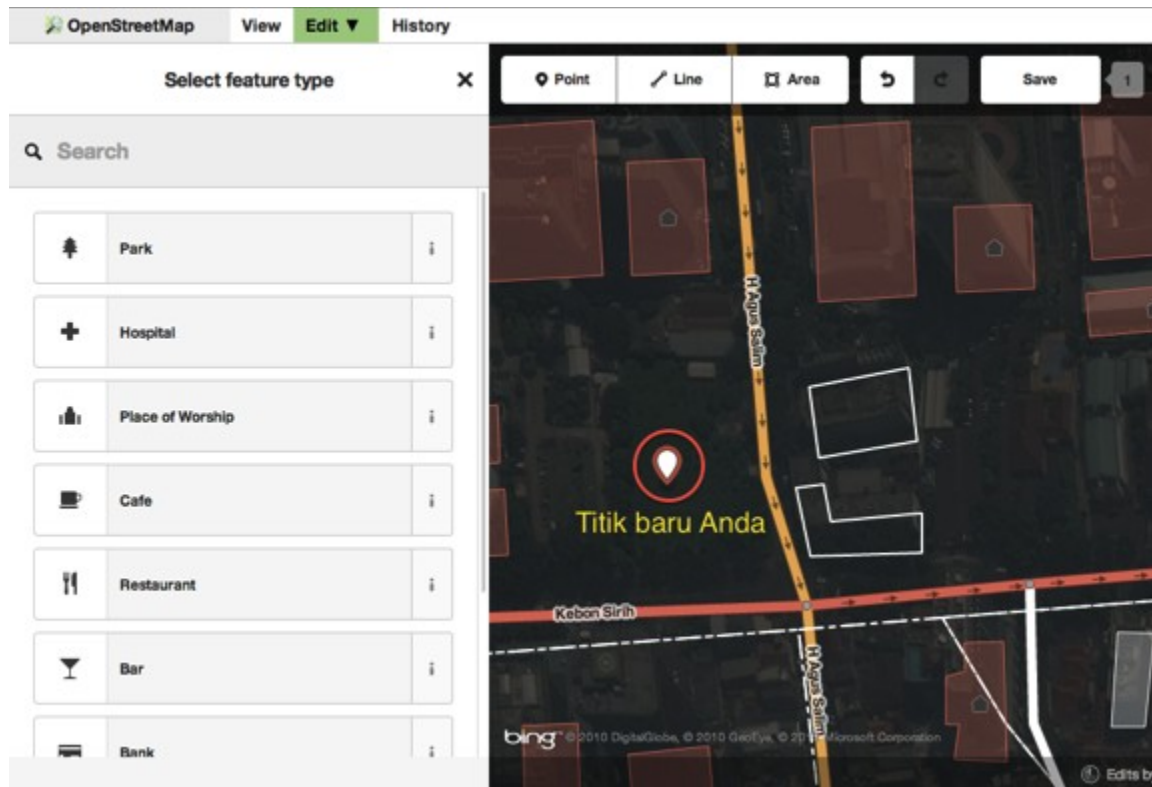 OpenStreetMap View Edit ▼ History
Select feature type
Point Line Area Save 1
Search
Park
Hospital
Place of Worship
Cafe
Restaurant
Bar
Bank
H Agus Salim
Titik baru Anda
Kebon Sirih
H Agus Salim
bing © 2010 DigitalGlobe, © 2010 GeoEye, © Microsoft Corporation
Edits by